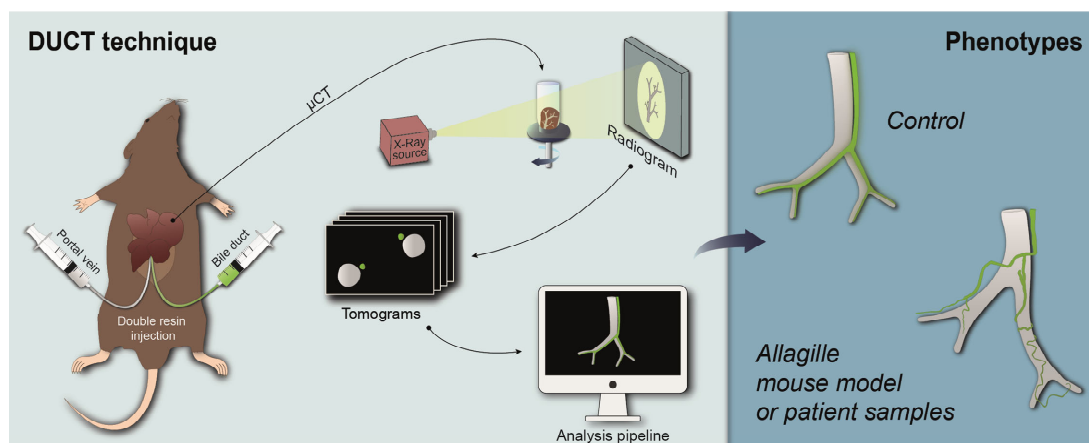 DUCT technique
Phenotypes
µCT
X-Ray
source
Radiogram
Control
Portal vein
Bile duct
Double resin
injection
Tomograms
Analysis pipeline
Allagille
mouse model
or patient samples